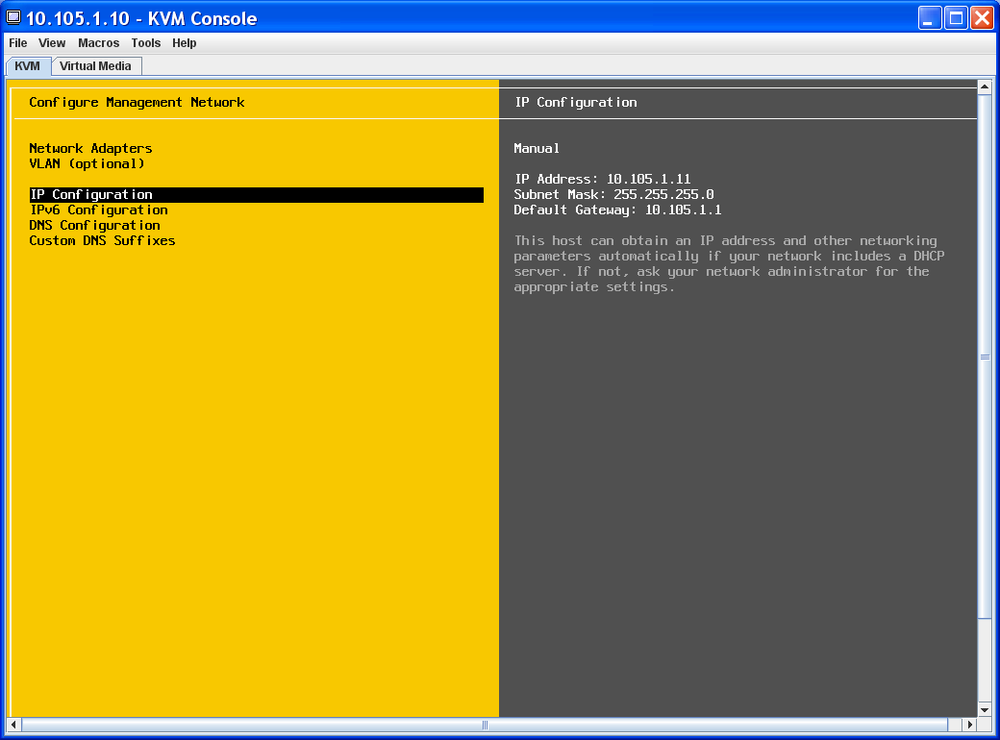 10.105.1.10 - KVM Console
File View Macros Tools Help
KVM Virtual Media
Configure Management Network
Network Adapters
VLAN (optional)
IP Configuration
IPv6 Configuration
DNS Configuration
Custom DNS Suffixes
IP Configuration
Manual
IP Address: 10.105.1.11
Subnet Mask: 255.255.255.0
Default Gateway: 10.105.1.1
This host can obtain an IP address and other networking
parameters automatically if your network includes a DHCP
server. If not, ask your network administrator for the
appropriate settings.